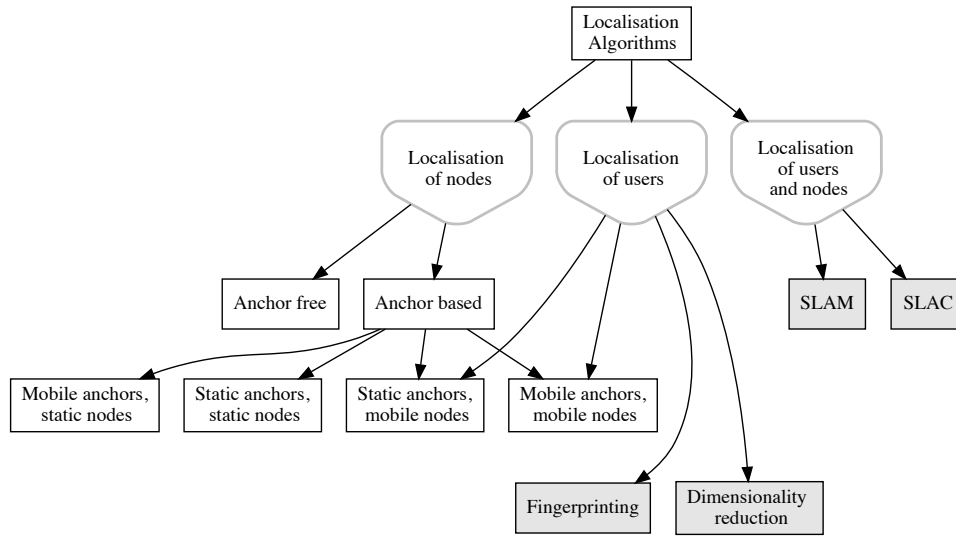 Localisation
Algorithms
Localisation
of nodes
Localisation
of users
Localisation
of users
and nodes
Anchor free
Anchor based
SLAM
SLAC
Mobile anchors,
static nodes
Static anchors,
static nodes
Static anchors,
mobile nodes
Mobile anchors,
mobile nodes
Fingerprinting
Dimensionality
reduction